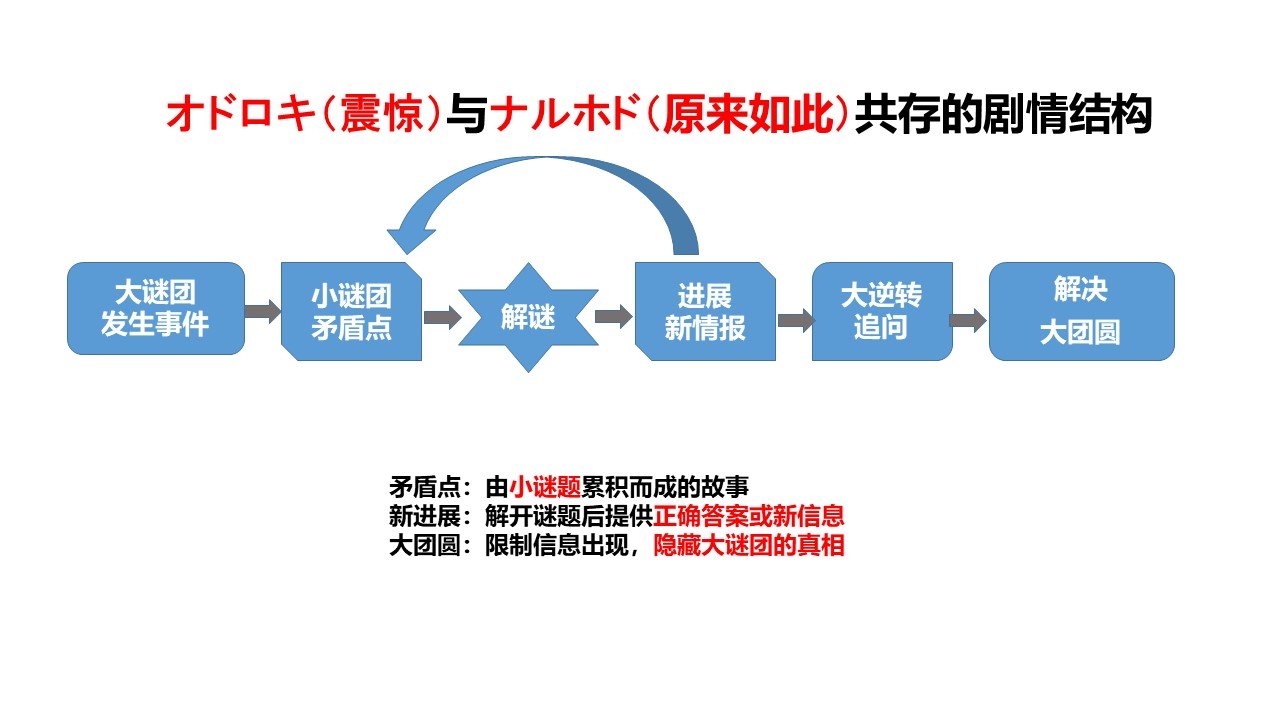 オドロキ（震惊）与ナルホド（原来如此）共存的剧情结构
大谜团
发生事件
小谜团
矛盾点
解谜
进展
新情报
大逆转
追问
解决
大团圆
矛盾点：由小谜题累积而成的故事
新进展：解开谜题后提供正确答案或新信息
大团圆：限制信息出现，隐藏大谜团的真相